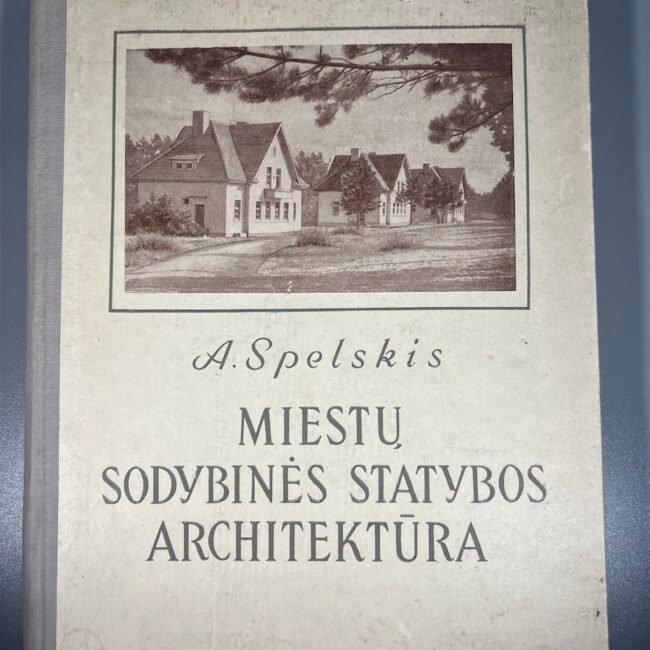 A. Spelskis
MIESTŲ
SODYBINĖS STATYBOS
ARCHITEKTŪRA